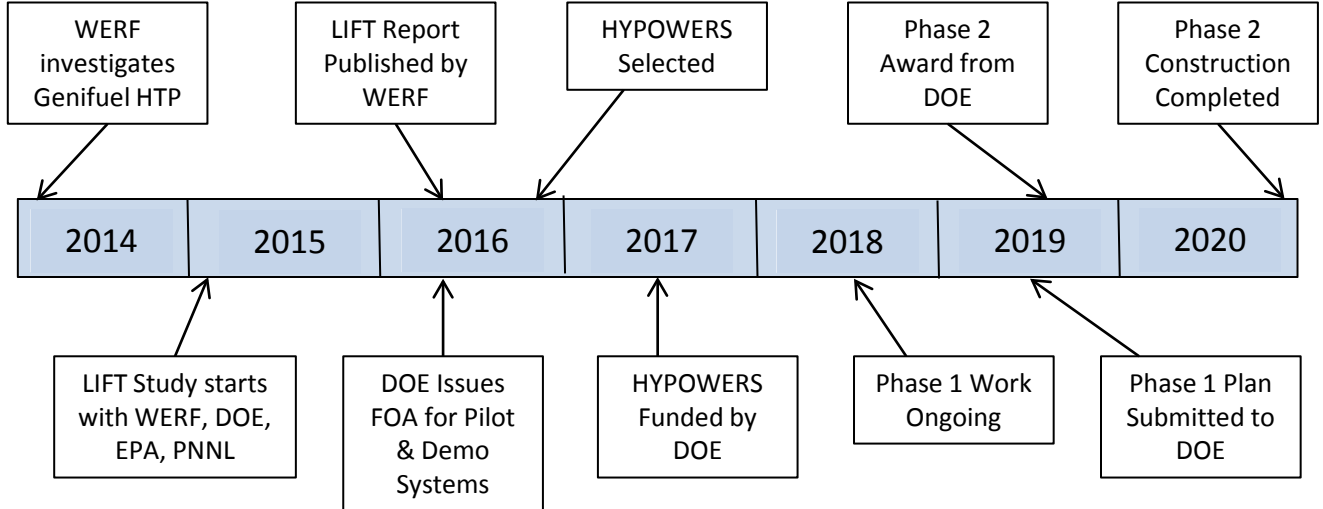 WERF
investigates
Genifuel HTP
LIFT Report
Published by
WERF
HYPOWERS
Selected
Phase 2
Award from
DOE
Phase 2
Construction
Completed
2014
2015
2016
2017
2018
2019
2020
LIFT Study starts
with WERF, DOE,
EPA, PNNL
DOE Issues
FOA for Pilot
& Demo
Systems
HYPOWERS
Funded by
DOE
Phase 1 Work
Ongoing
Phase 1 Plan
Submitted to
DOE